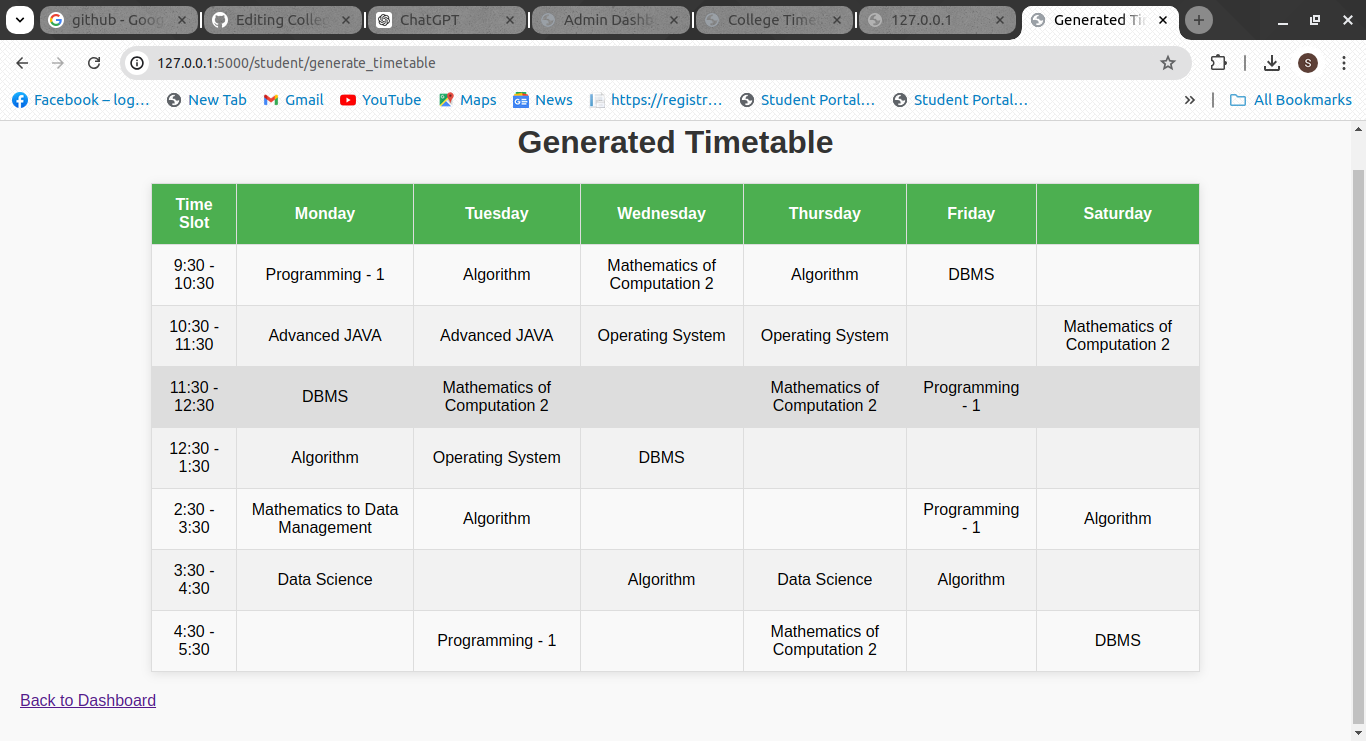 github - Goog
Editing Colle
ChatGPT
Admin Dashb
College Time
127.0.0.1
Generated Ti
127.0.0.1:5000/student/generate_timetable
S
Facebook – log…
New Tab
Gmail
YouTube
Maps
News
https://registr…
Student Portal…
Student Portal…
All Bookmarks
Generated Timetable
Time
Slot
Monday
Tuesday
Wednesday
Thursday
Friday
Saturday
9:30 -
10:30
Programming - 1
Algorithm
Mathematics of
Computation 2
Algorithm
DBMS
10:30 -
11:30
Advanced JAVA
Advanced JAVA
Operating System
Operating System
Mathematics of
Computation 2
11:30 -
12:30
DBMS
Mathematics of
Computation 2
Mathematics of
Computation 2
Programming
- 1
12:30 -
1:30
Algorithm
Operating System
DBMS
2:30 -
3:30
Mathematics to Data
Management
Algorithm
Programming
- 1
Algorithm
3:30 -
4:30
Data Science
Algorithm
Data Science
Algorithm
4:30 -
5:30
Programming - 1
Mathematics of
Computation 2
DBMS
Back to Dashboard